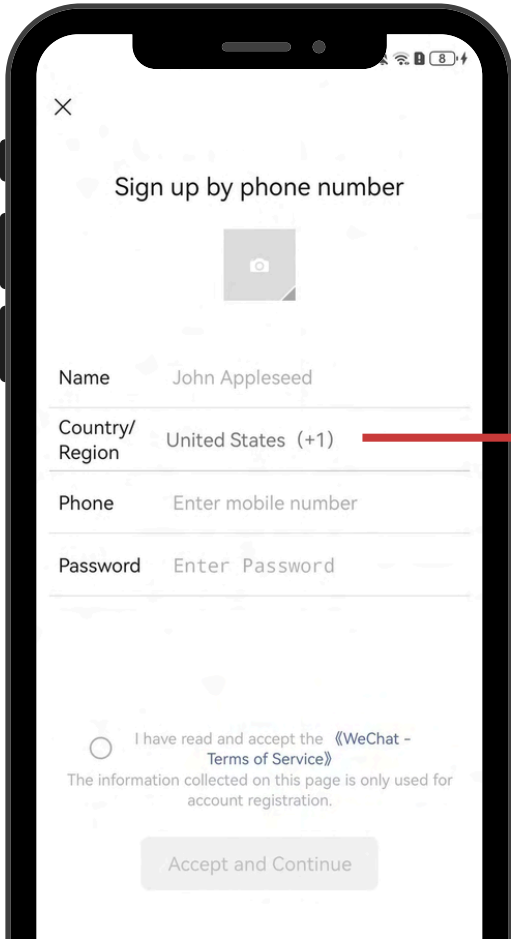 8
Sign up by phone number
Name John Appleseed
Country/
Region United States (+1)
Phone Enter mobile number
Password Enter Password
I have read and accept the 《WeChat -
Terms of Service》
The information collected on this page is only used for
account registration.
Accept and Continue